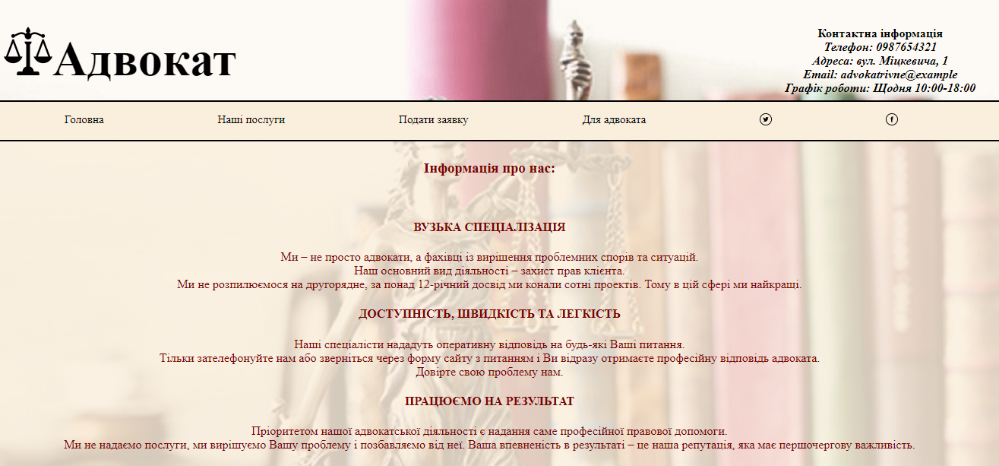 Адвокат
Контактна інформація
Телефон: 0987654321
Адреса: вул. Міцкевича, 1
Email: advokatrivne@example
Графік роботи: Щодня 10:00-18:00
Головна Наші послуги Подати заявку Для адвоката
Інформація про нас:
ВУЗЬКА СПЕЦІАЛІЗАЦІЯ
Ми – не просто адвокати, а фахівці із вирішення проблемних спорів та ситуацій.
Наш основний вид діяльності – захист прав клієнта.
Ми не розпилюємося на другорядне, за понад 12-річний досвід ми конали сотні проектів. Тому в цій сфері ми найкращі.
ДОСТУПНІСТЬ, ШВИДКІСТЬ ТА ЛЕГКІСТЬ
Наші спеціалісти нададуть оперативну відповідь на будь-які Ваші питання.
Тільки зателефонуйте нам або зверніться через форму сайту з питанням і Ви відразу отримаєте професійну відповідь адвоката.
Довірте свою проблему нам.
ПРАЦЮЄМО НА РЕЗУЛЬТАТ
Пріоритетом нашої адвокатської діяльності є надання саме професійної правової допомоги.
Ми не надаємо послуги, ми вирішуємо Вашу проблему і позбавляємо від неї. Ваша впевненість в результаті – це наша репутація, яка має першочергову важливість.